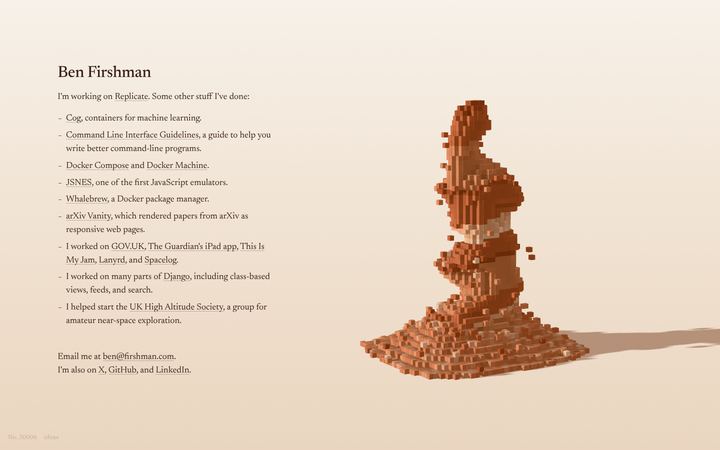 Ben Firshman
I'm working on Replicate. Some other stuff I've done:
– Cog, containers for machine learning.
– Command Line Interface Guidelines, a guide to help you
write better command-line programs.
– Docker Compose and Docker Machine.
– JSNES, one of the first JavaScript emulators.
– Whalebrew, a Docker package manager.
– arXiv Vanity, which rendered papers from arXiv as
responsive web pages.
– I worked on GOV.UK, The Guardian's iPad app, This Is
My Jam, Lanyrd, and Spacelog.
– I worked on many parts of Django, including class-based
views, feeds, and search.
– I helped start the UK High Altitude Society, a group for
amateur near-space exploration.
Email me at ben@firshman.com.
I'm also on X, GitHub, and LinkedIn.